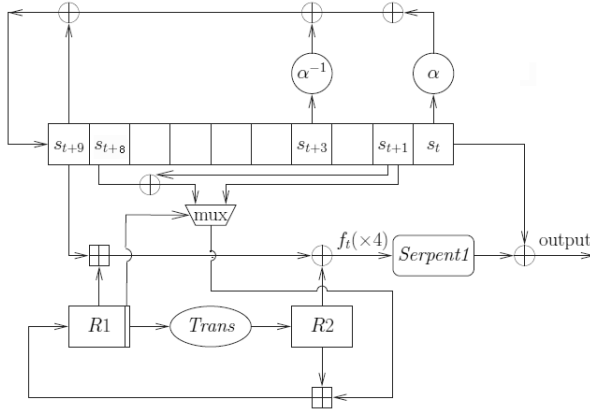 α⁻¹
α
s_{t+9} s_{t+8} s_{t+3} s_{t+1} s_t
mux
f_t(×4)
Serpent1
output
R1
Trans
R2